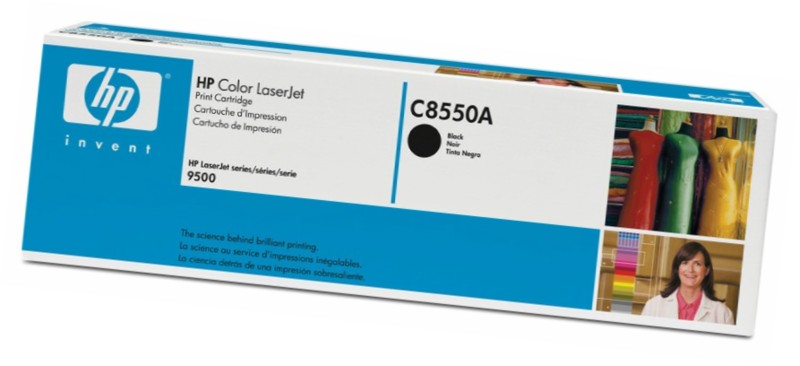 C8550A
hp
invent
HP Color LaserJet
Print Cartridge
Cartouche d'Impression
Cartucho de Impresión
HP LaserJet series/séries/serie
9500
C8550A
Black
Noir
Tinta Negra
The science behind brilliant printing.
La science au service d'impressions inégalables.
La ciencia detrás de una impresión sobresaliente.